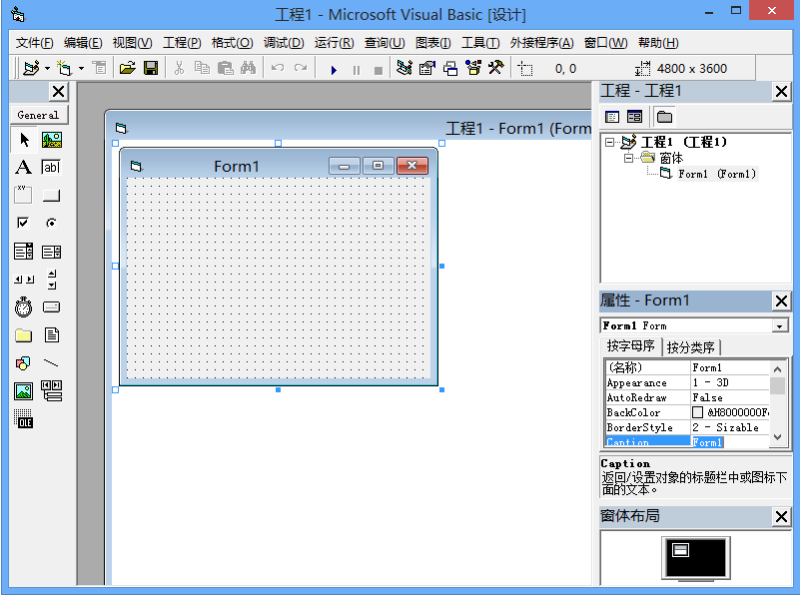 工程1 - Microsoft Visual Basic [设计]
文件(F) 编辑(E) 视图(V) 工程(P) 格式(O) 调试(D) 运行(R) 查询(U) 图表(I) 工具(T) 外接程序(A) 窗口(W) 帮助(H)
0, 0 4800 x 3600
General
A ab
XV
OLE
工程1 - Form1 (Form
Form1
工程 - 工程1
工程1 (工程1)
窗体
Form1 (Form1)
属性 - Form1
Form1 Form
按字母序 按分类序
(名称) Form1
Appearance 1 - 3D
AutoRedraw False
BackColor &H8000000F&
BorderStyle 2 - Sizable
Caption Form1
Caption
返回/设置对象的标题栏中或图标下
面的文本。
窗体布局